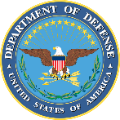 DEPARTMENT OF DEFENSE
UNITED STATES OF AMERICA